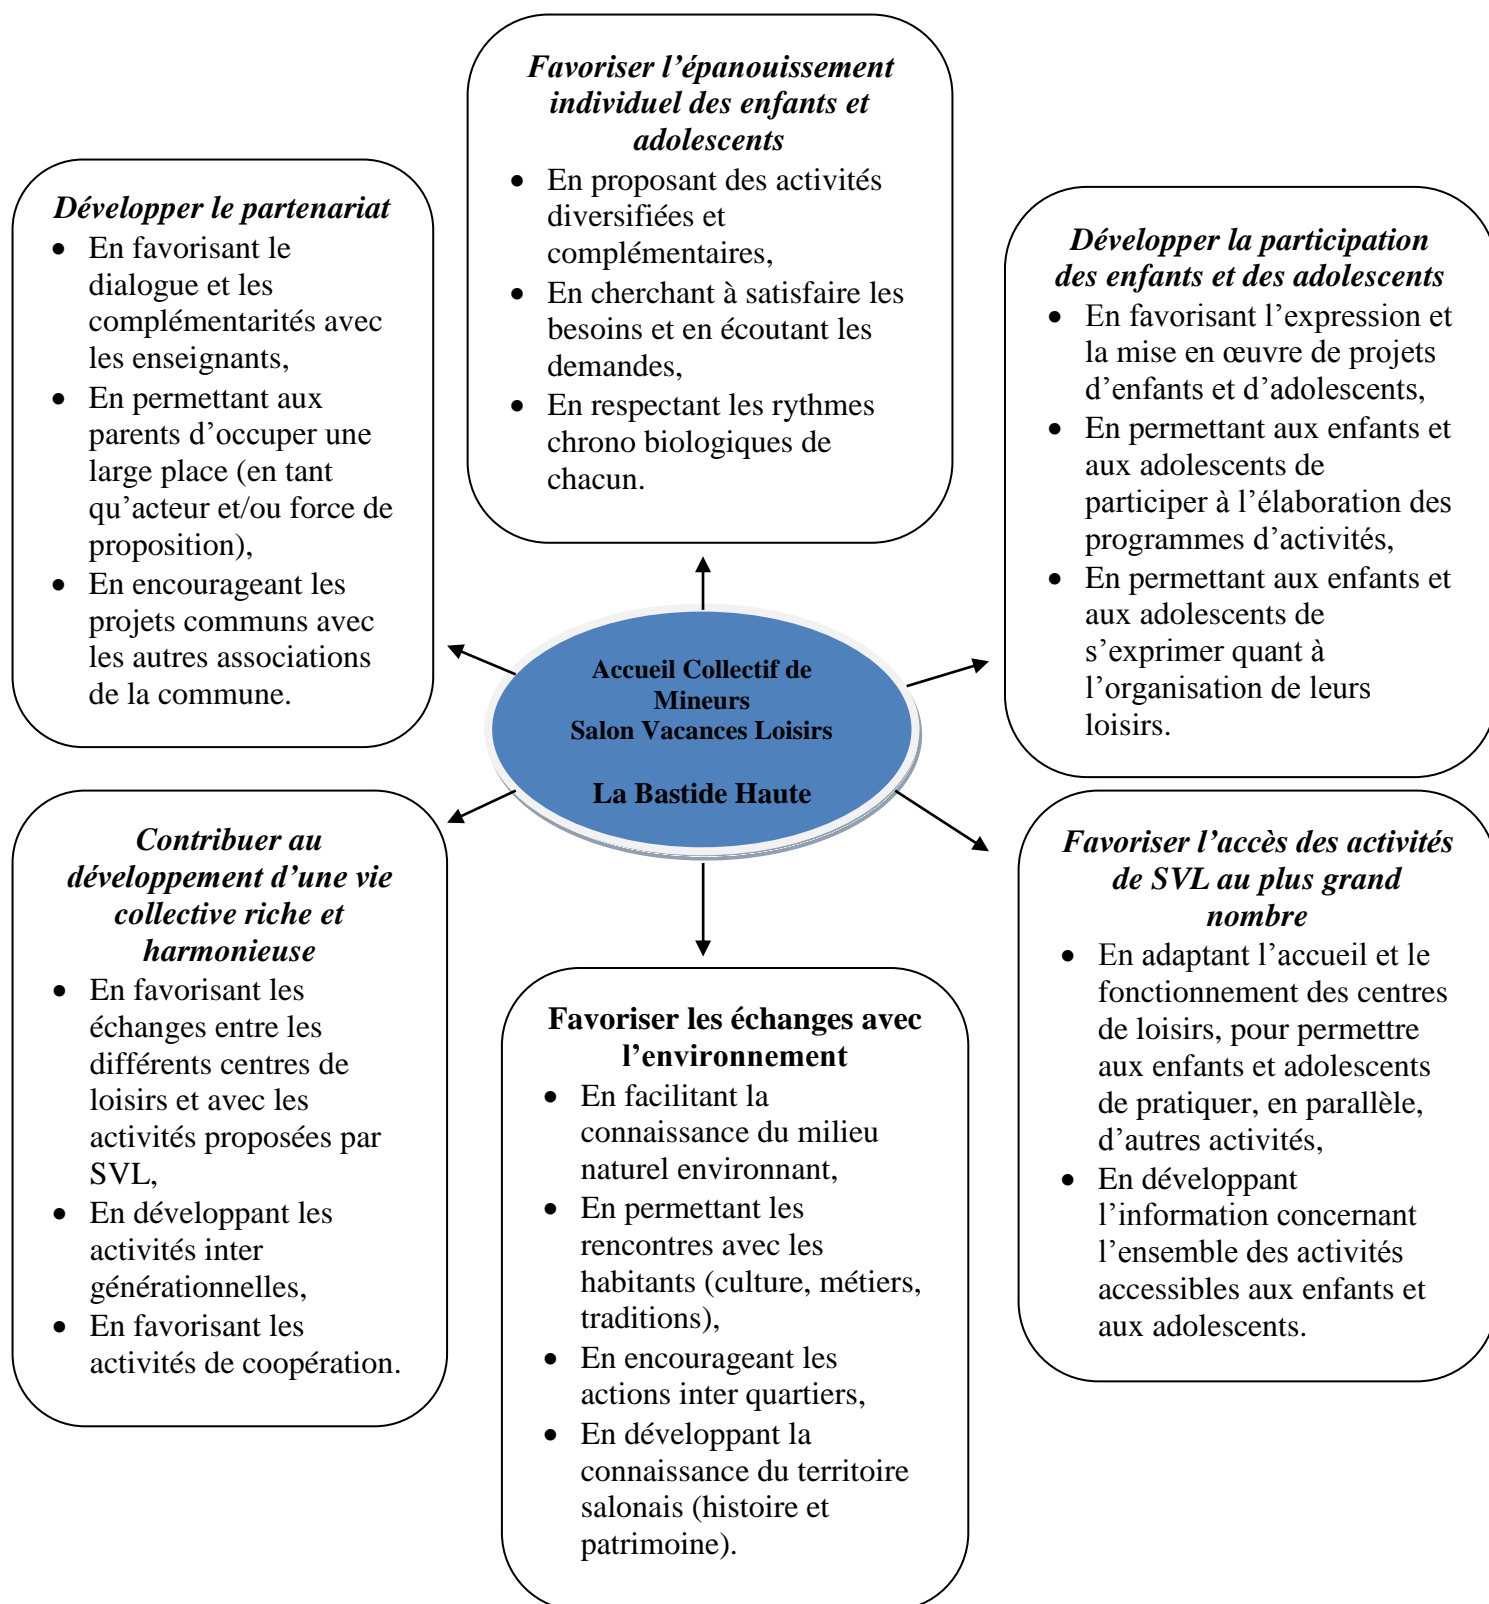 Favoriser l’épanouissement
individuel des enfants et
adolescents
• En proposant des activités
diversifiées et
complémentaires,
• En cherchant à satisfaire les
besoins et en écoutant les
demandes,
• En respectant les rythmes
chrono biologiques de
chacun.
Développer le partenariat
• En favorisant le
dialogue et les
complémentarités avec
les enseignants,
• En permettant aux
parents d’occuper une
large place (en tant
qu’acteur et/ou force de
proposition),
• En encourageant les
projets communs avec
les autres associations
de la commune.
Développer la participation
des enfants et des adolescents
• En favorisant l’expression et
la mise en œuvre de projets
d’enfants et d’adolescents,
• En permettant aux enfants et
aux adolescents de
participer à l’élaboration des
programmes d’activités,
• En permettant aux enfants et
aux adolescents de
s’exprimer quant à
l’organisation de leurs
loisirs.
Accueil Collectif de
Mineurs
Salon Vacances Loisirs
La Bastide Haute
Contribuer au
développement d’une vie
collective riche et
harmonieuse
• En favorisant les
échanges entre les
différents centres de
loisirs et avec les
activités proposées par
SVL,
• En développant les
activités inter
générationnelles,
• En favorisant les
activités de coopération.
Favoriser les échanges avec
l’environnement
• En facilitant la
connaissance du milieu
naturel environnant,
• En permettant les
rencontres avec les
habitants (culture, métiers,
traditions),
• En encourageant les
actions inter quartiers,
• En développant la
connaissance du territoire
salonais (histoire et
patrimoine).
Favoriser l’accès des activités
de SVL au plus grand
nombre
• En adaptant l’accueil et le
fonctionnement des centres
de loisirs, pour permettre
aux enfants et adolescents
de pratiquer, en parallèle,
d’autres activités,
• En développant
l’information concernant
l’ensemble des activités
accessibles aux enfants et
aux adolescents.